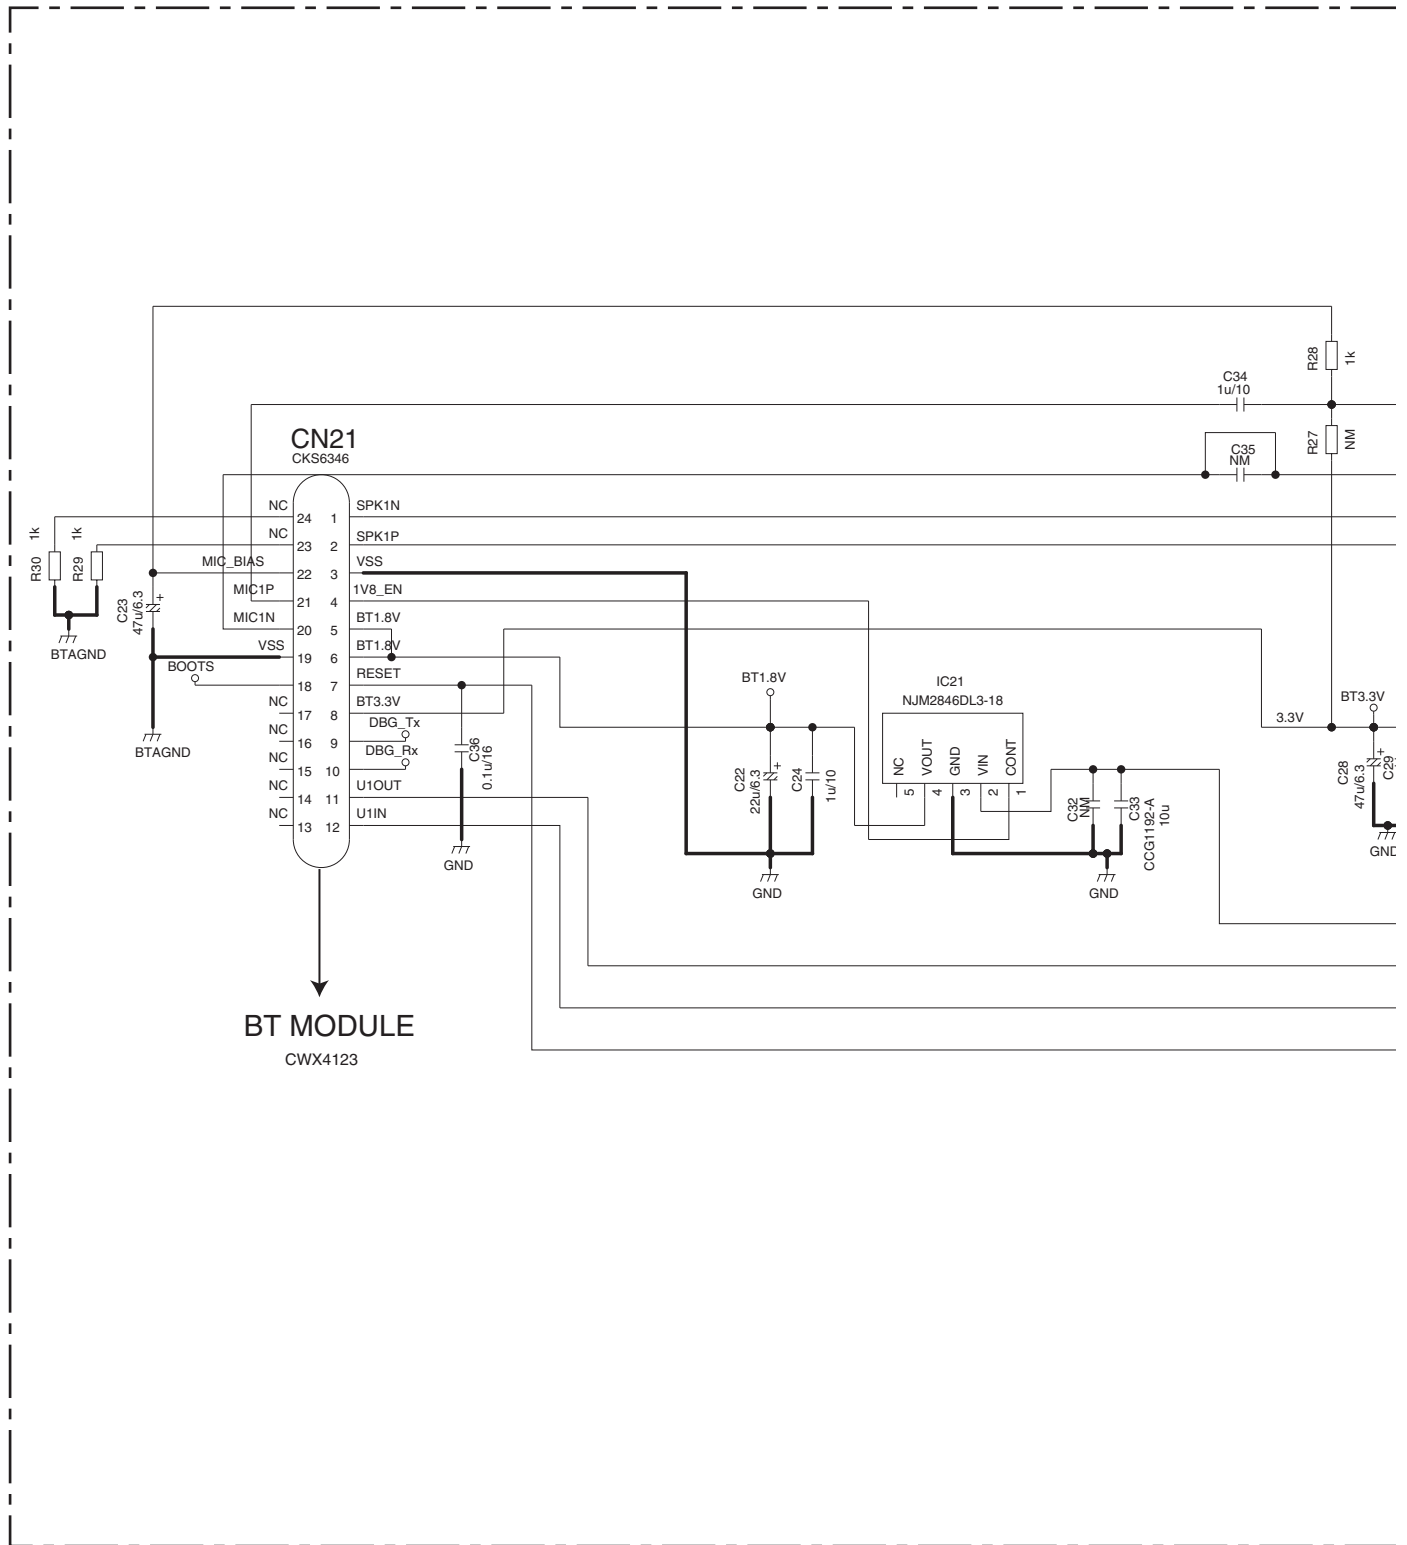 R28
1k
C34
1u/10
R27
NM
C35
NM
CN21
CKS6346
NC
24
1
SPK1N
NC
23
2
SPK1P
MIC_BIAS
22
3
VSS
MIC1P
21
4
1V8_EN
MIC1N
20
5
BT1.8V
VSS
19
6
BT1.8V
BOOTS
18
7
RESET
NC
17
8
BT3.3V
NC
16
9
DBG_Tx
NC
15
10
DBG_Rx
NC
14
11
U1OUT
NC
13
12
U1IN
R30
1k
R29
1k
BTAGND
C23
47u/6.3
+
BTAGND
C36
0.1u/16
GND
BT1.8V
C22
22u/6.3
+
C24
1u/10
GND
IC21
NJM2846DL3-18
NC
VOUT
GND
VIN
CONT
5
4
3
2
1
C32
NM
C33
CCG1192-A
10u
GND
3.3V
BT3.3V
C28
47u/6.3
+
C29
GND
BT MODULE
CWX4123